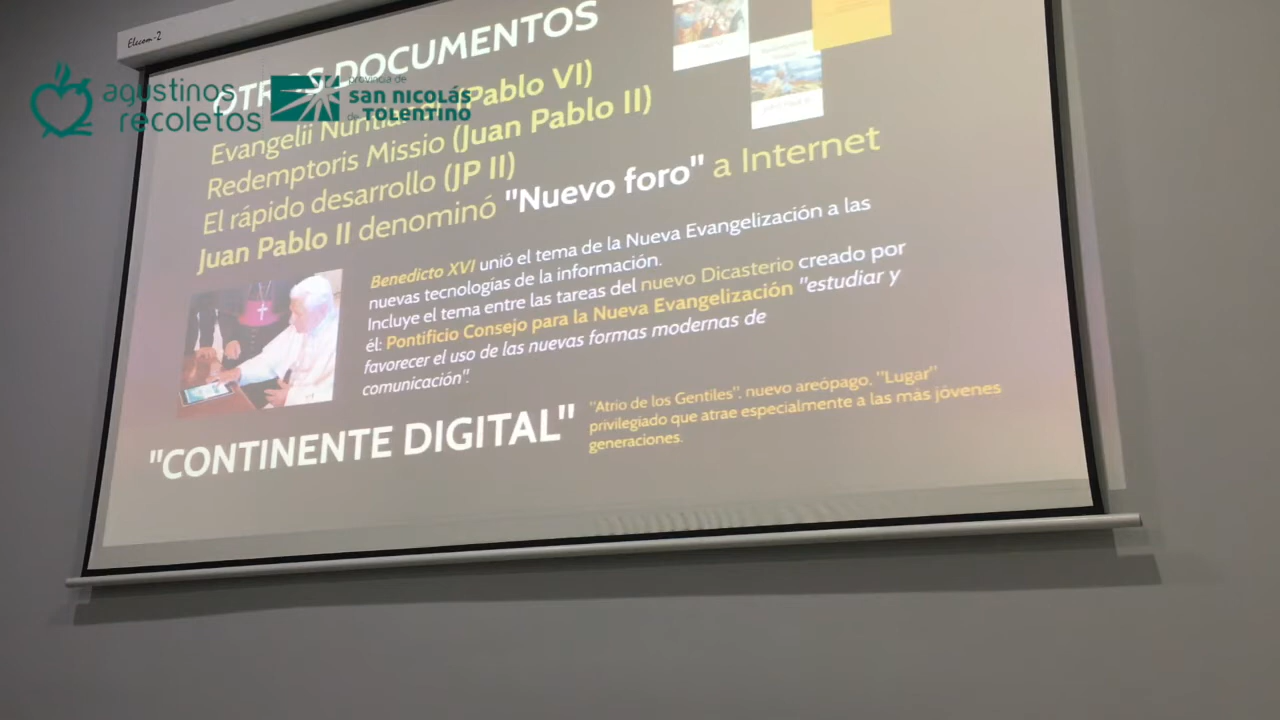 Elecom-2
agustinos
recoletos
provincia de
SAN NICOLÁS
de TOLENTINO
OTROS DOCUMENTOS
Evangelii Nuntiandi (Pablo VI)
Redemptoris Missio (Juan Pablo II)
El rápido desarrollo (JP II)
Juan Pablo II denominó "Nuevo foro" a Internet
Benedicto XVI unió el tema de la Nueva Evangelización a las
nuevas tecnologías de la información.
Incluye el tema entre las tareas del nuevo Dicasterio creado por
él: Pontificio Consejo para la Nueva Evangelización "estudiar y
favorecer el uso de las nuevas formas modernas de
comunicación".
"CONTINENTE DIGITAL"
"Atrio de los Gentiles", nuevo areópago, "Lugar"
privilegiado que atrae especialmente a las más jóvenes
generaciones.